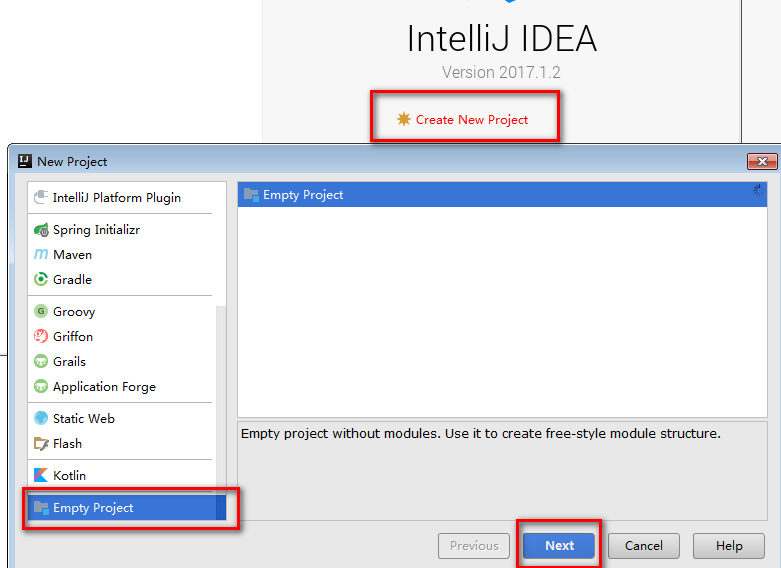 IntelliJ IDEA
Version 2017.1.2
Create New Project
IJ New Project
IntelliJ Platform Plugin
Empty Project
Spring Initializr
m Maven
Gradle
G Groovy
Griffon
Grails
Application Forge
Static Web
Flash
Kotlin
Empty Project
Empty project without modules. Use it to create free-style module structure.
Previous
Next
Cancel
Help